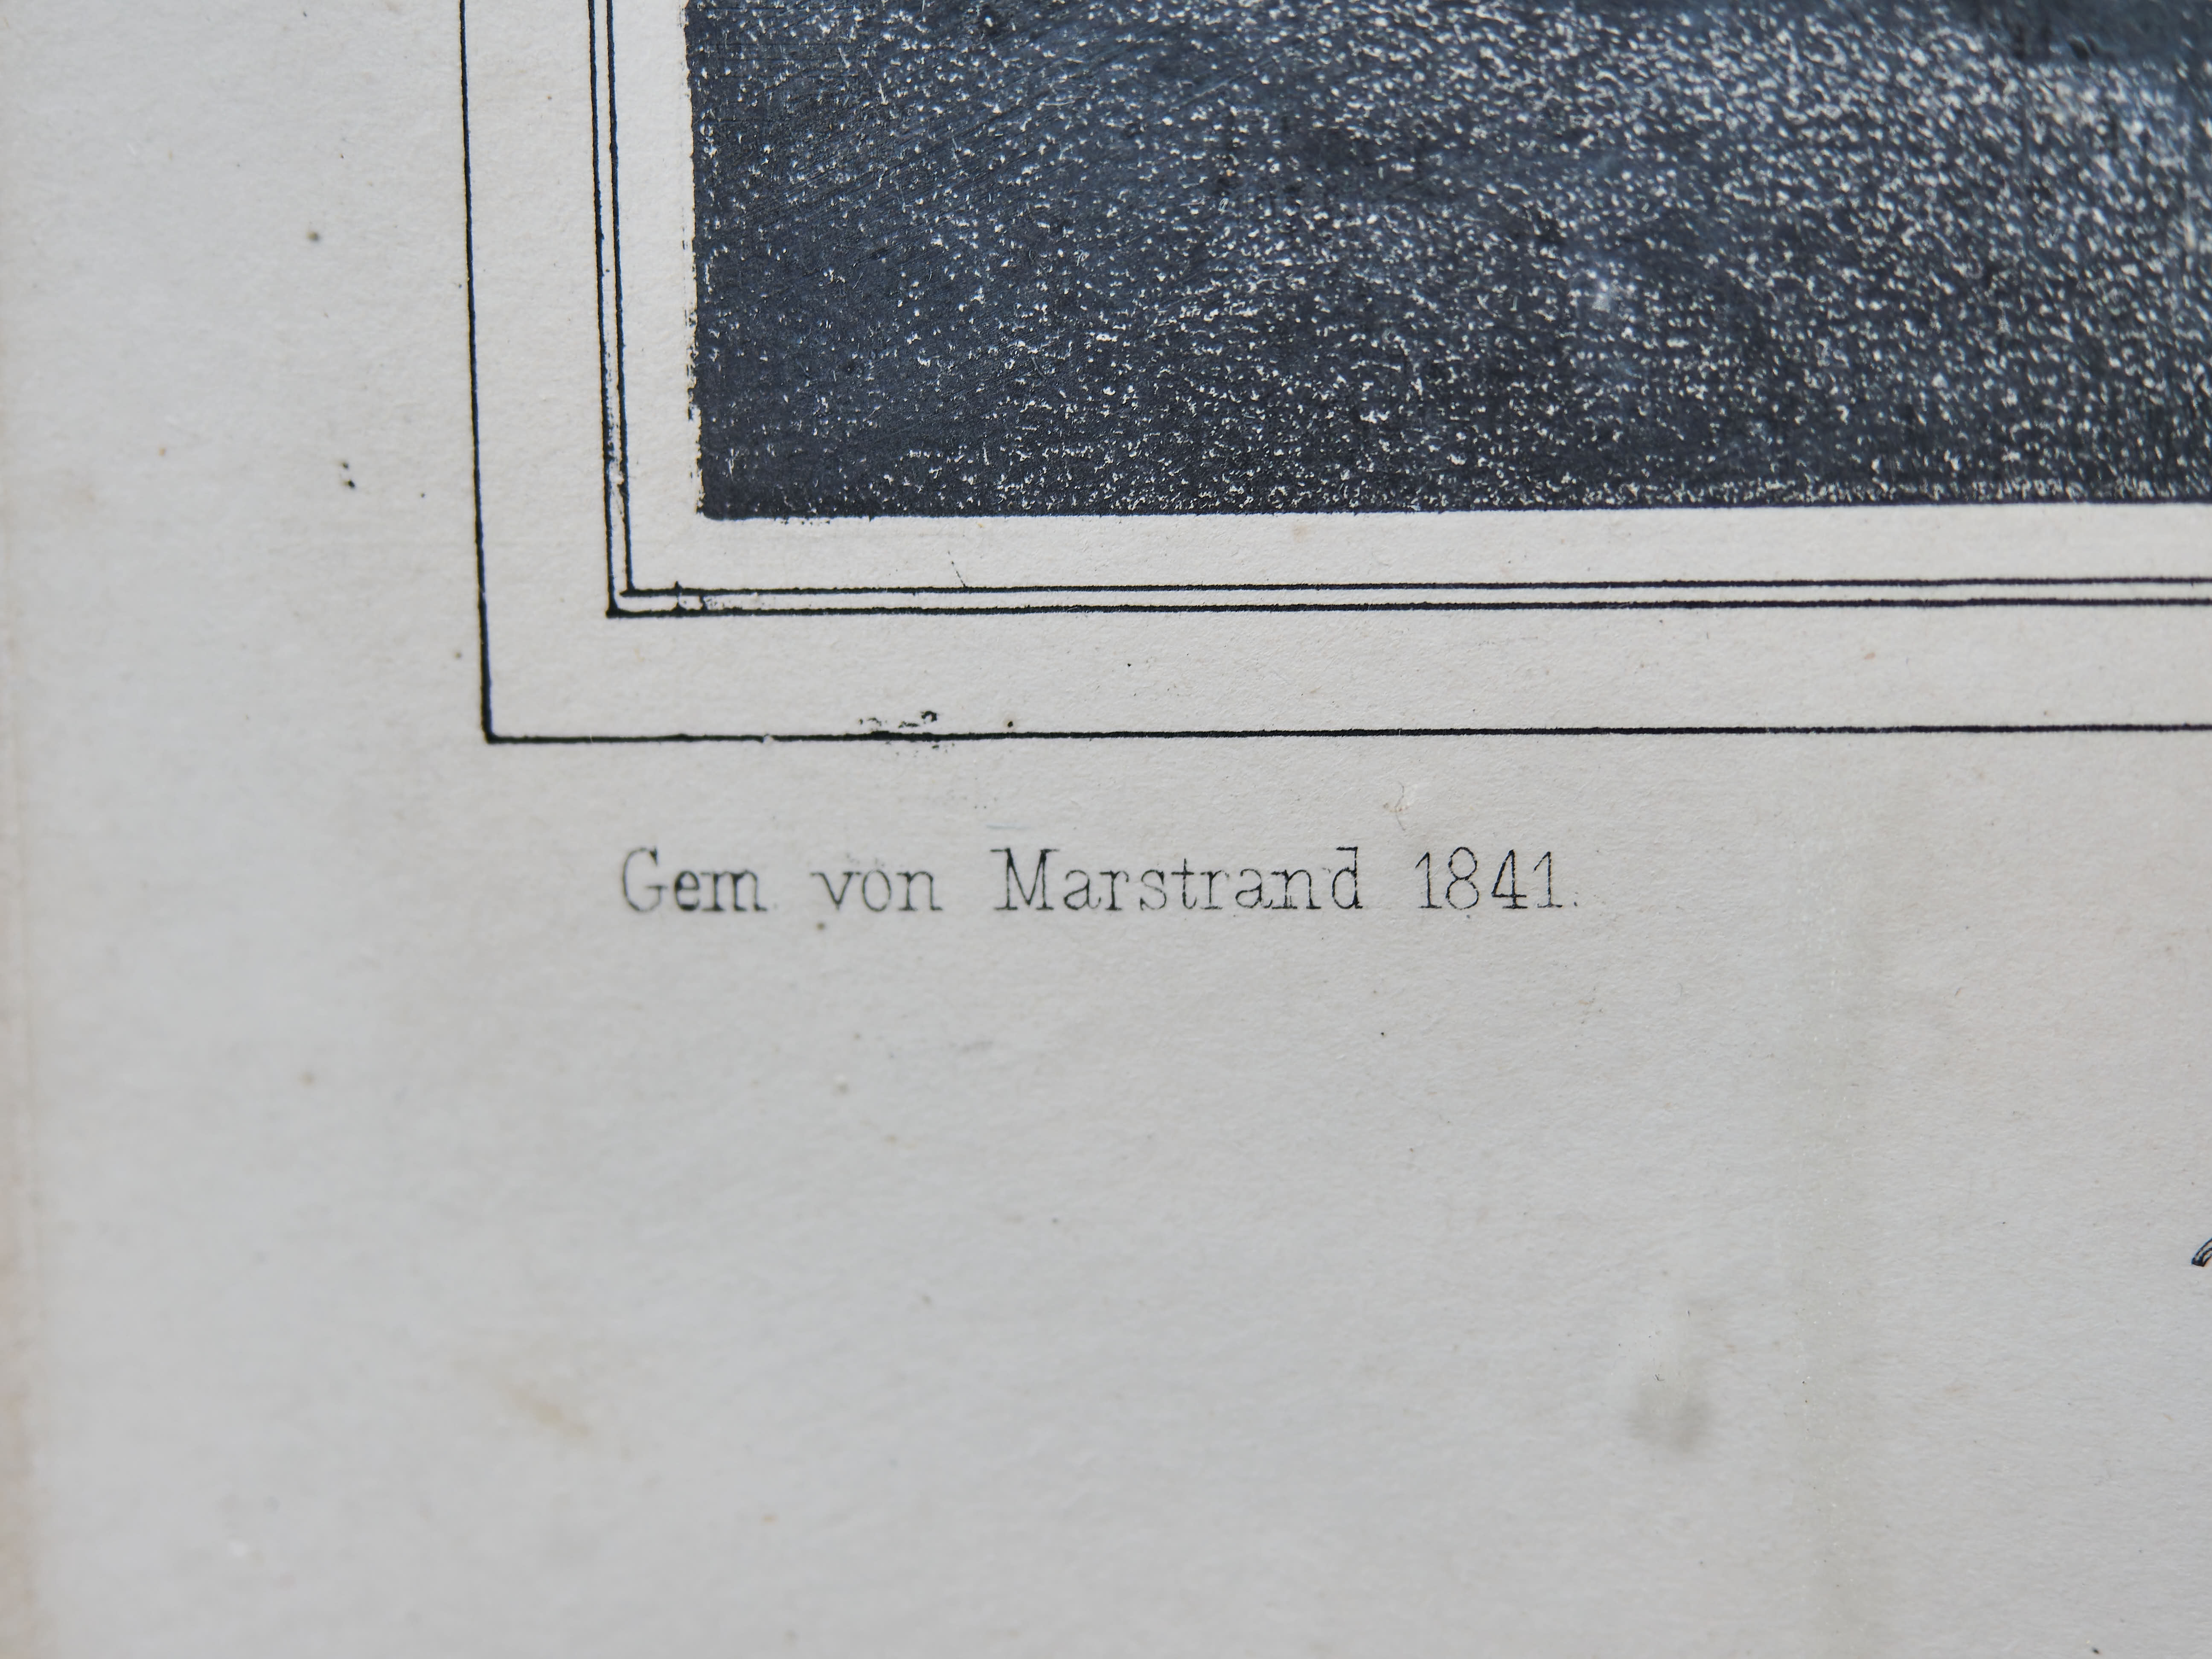 Gem von Marstrand 1841.